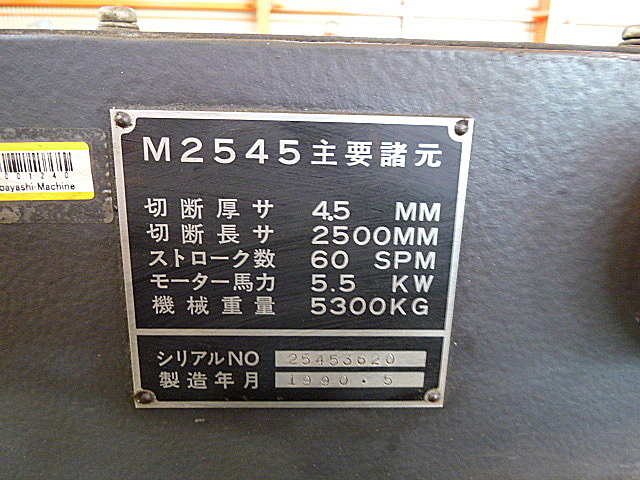 M2545主要諸元
切断厚サ 4.5 MM
切断長サ 2500MM
ストローク数 60 SPM
モーター馬力 5.5 KW
機械重量 5300KG
シリアルNO 25453620
製造年月 1990.5
001240
bayashi Machine